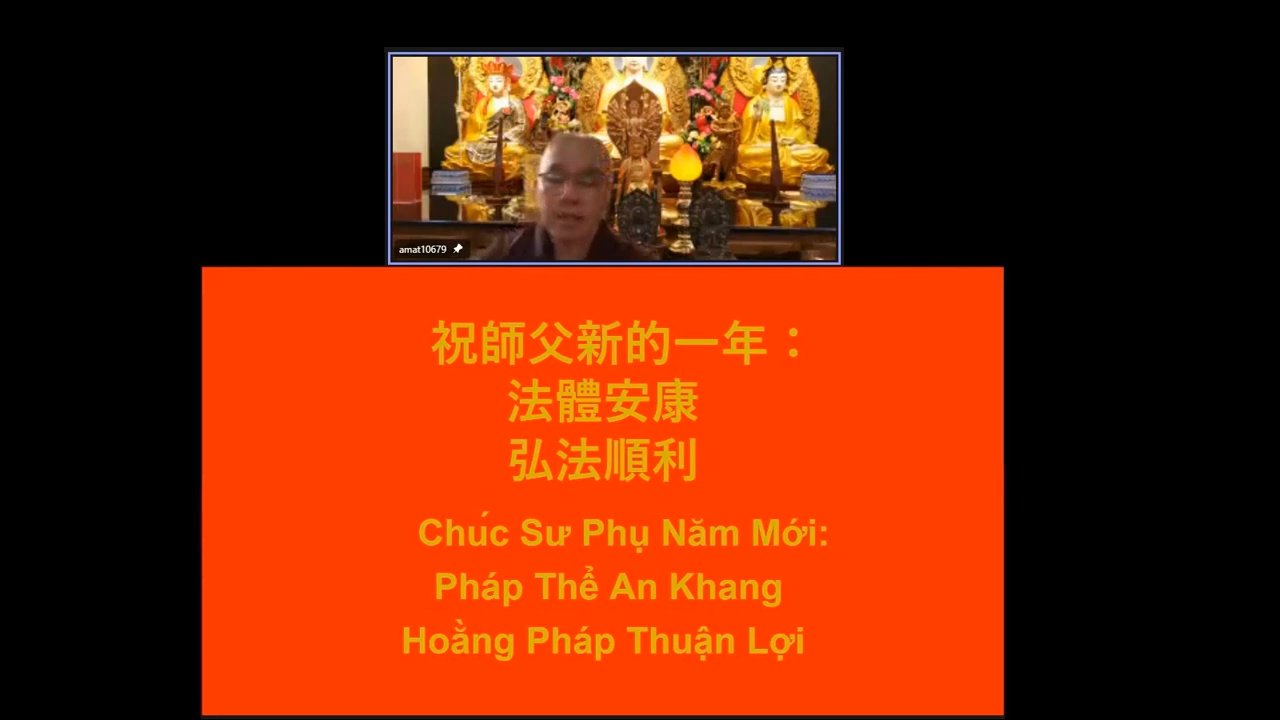 amat10679
祝師父新的一年：
法體安康
弘法順利
Chúc Sư Phụ Năm Mới:
Pháp Thể An Khang
Hoằng Pháp Thuận Lợi